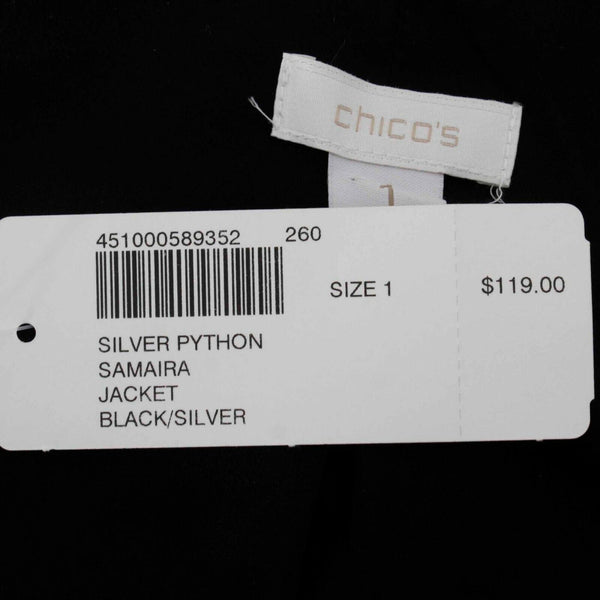 chico's
1
451000589352 260
SIZE 1 $119.00
SILVER PYTHON
SAMAIRA
JACKET
BLACK/SILVER